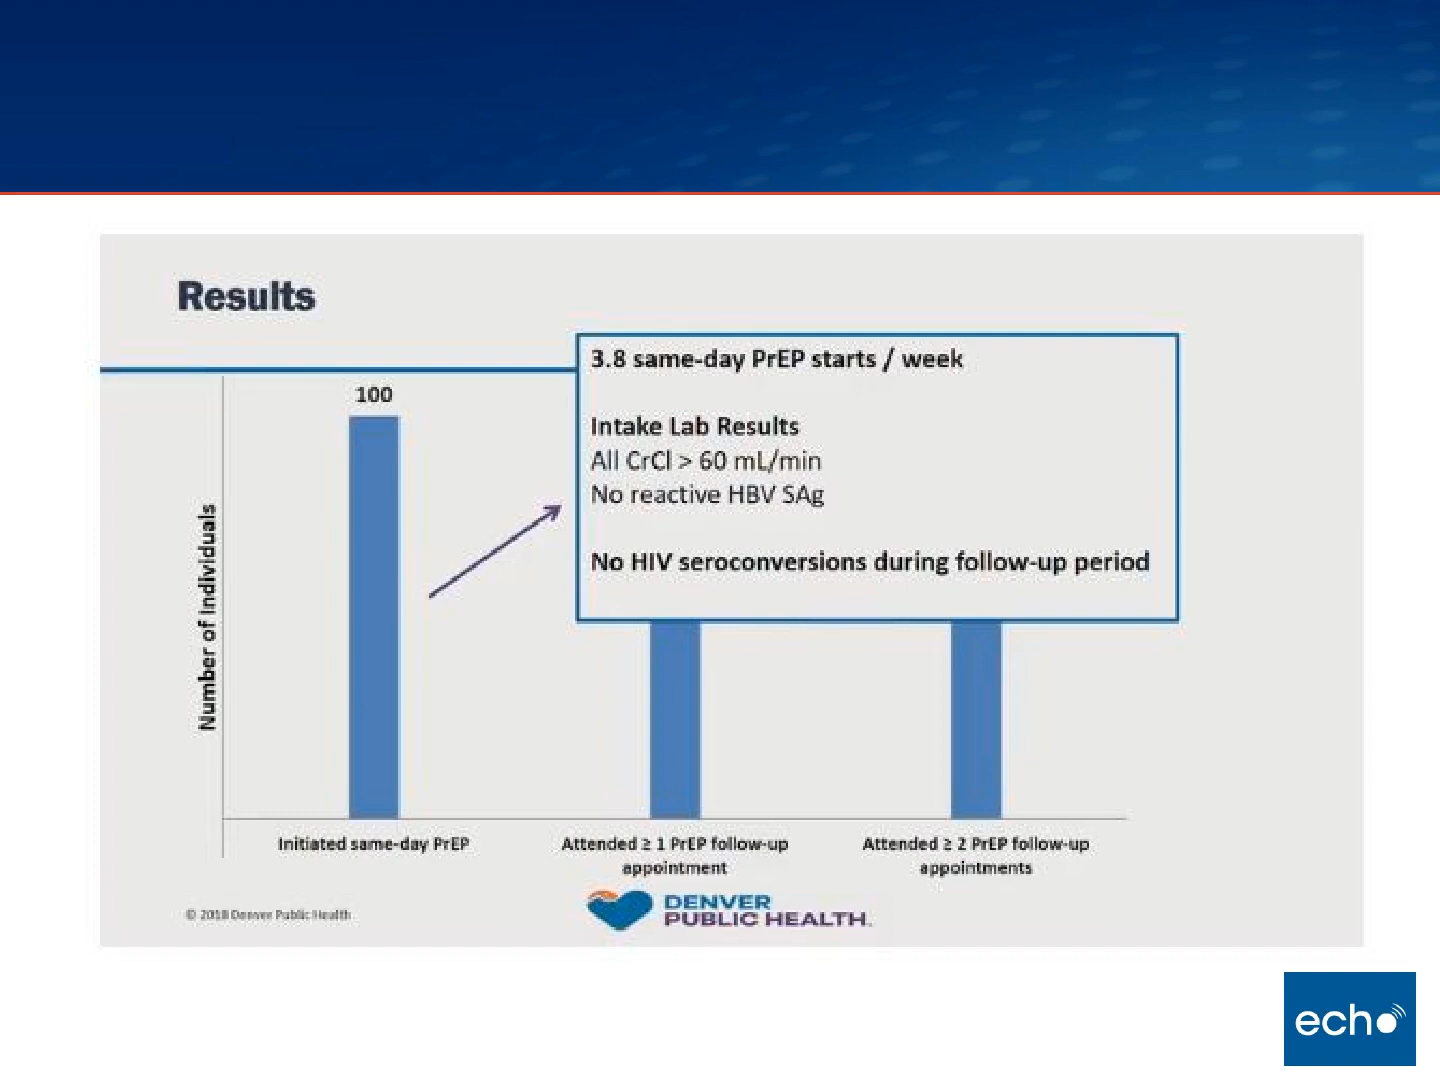 Results
3.8 same-day PrEP starts / week
Intake Lab Results
All CrCl > 60 mL/min
No reactive HBV SAg
No HIV seroconversions during follow-up period
100
Number of Individuals
Initiated same-day PrEP
Attended ≥ 1 PrEP follow-up
appointment
Attended ≥ 2 PrEP follow-up
appointments
© 2018 Denver Public Health
DENVER
PUBLIC HEALTH.
echo